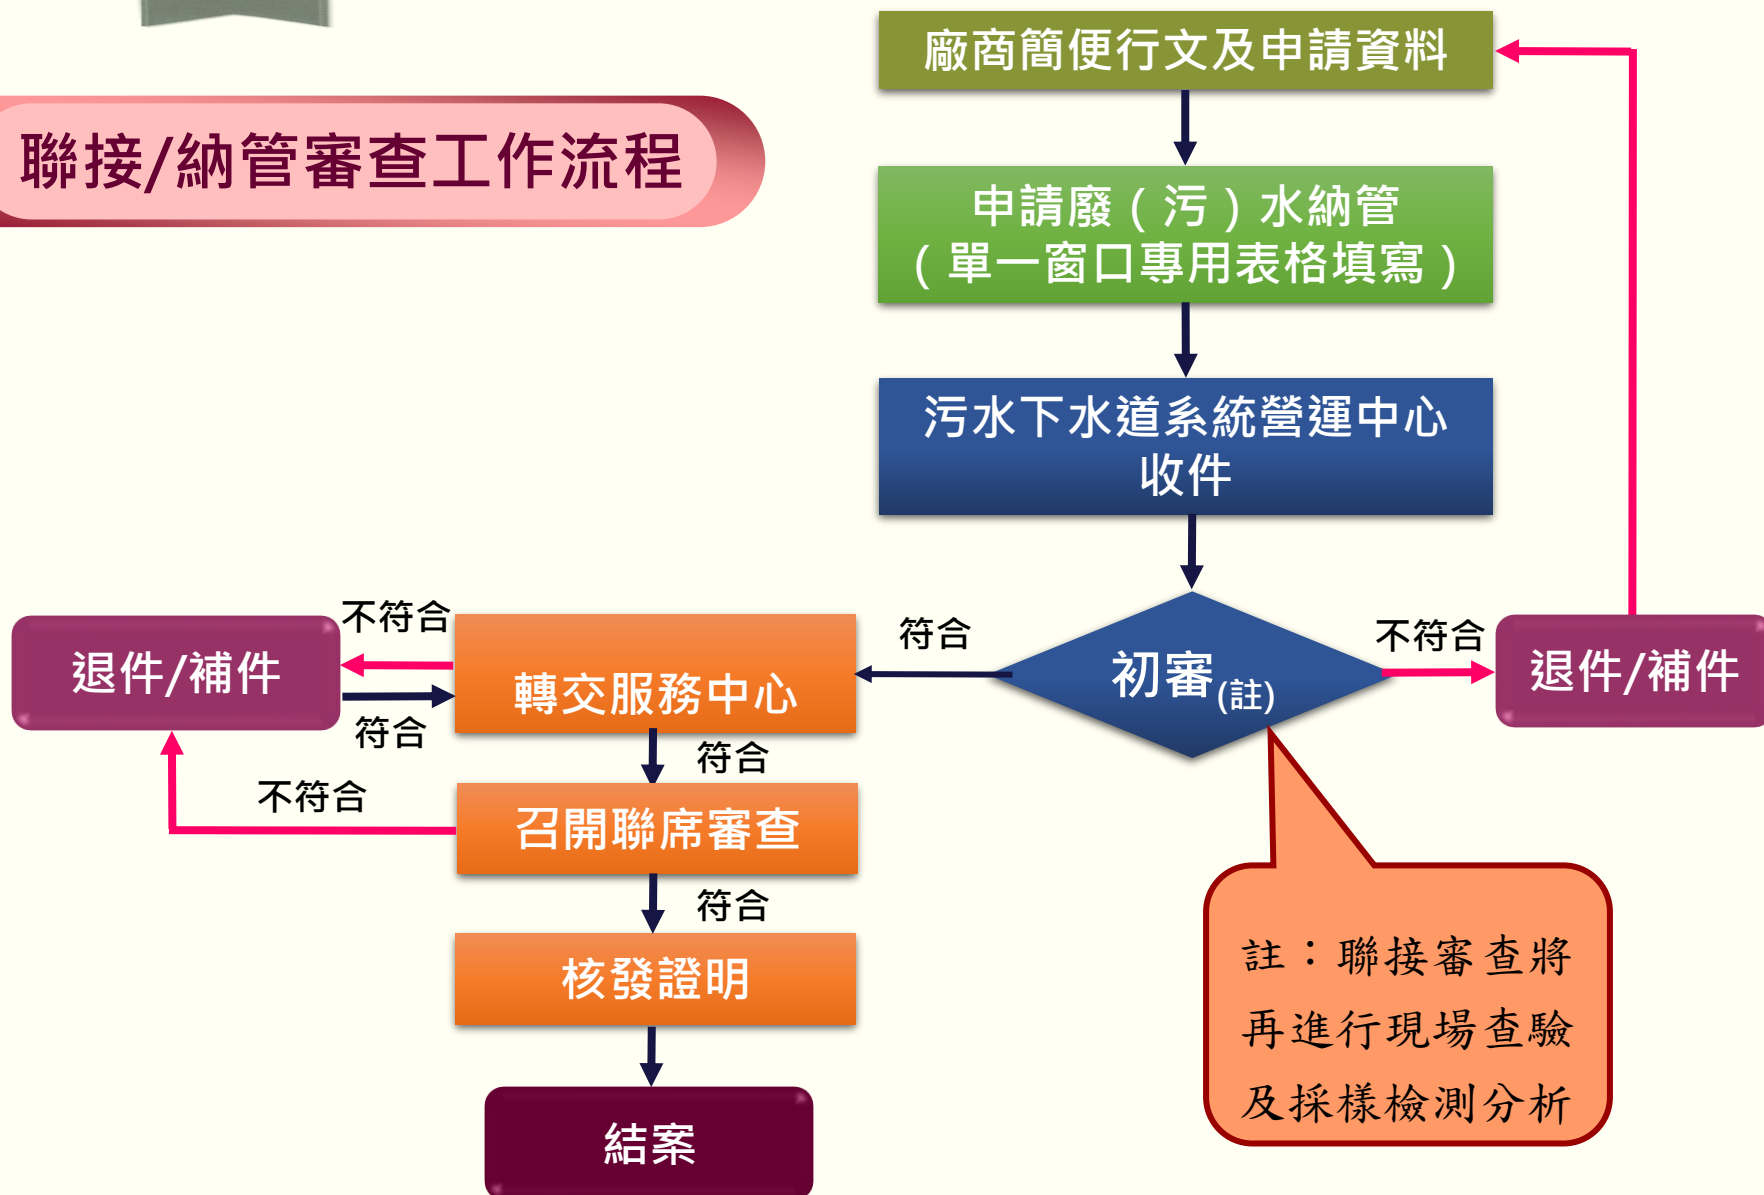 廠商簡便行文及申請資料
聯接/納管審查工作流程
申請廢（污）水納管
（單一窗口專用表格填寫）
污水下水道系統營運中心
收件
不符合
退件/補件
符合
轉交服務中心
符合
初審(註)
不符合
退件/補件
符合
不符合
召開聯席審查
符合
核發證明
結案
註：聯接審查將
再進行現場查驗
及採樣檢測分析